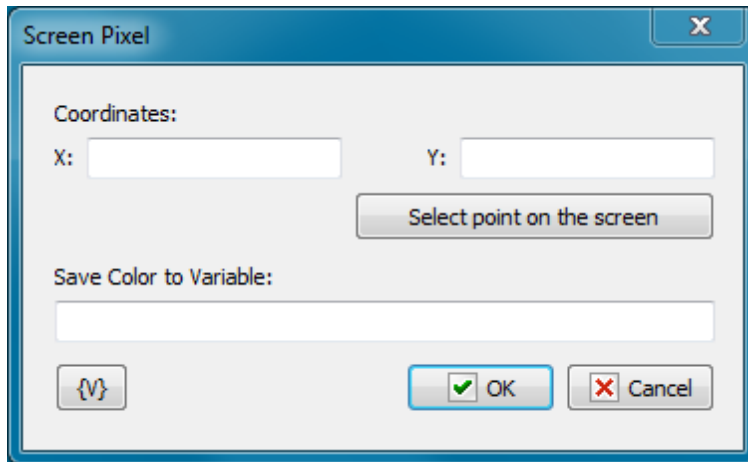 Screen Pixel
Coordinates:
X: Y:
Select point on the screen
Save Color to Variable:
{V} OK Cancel